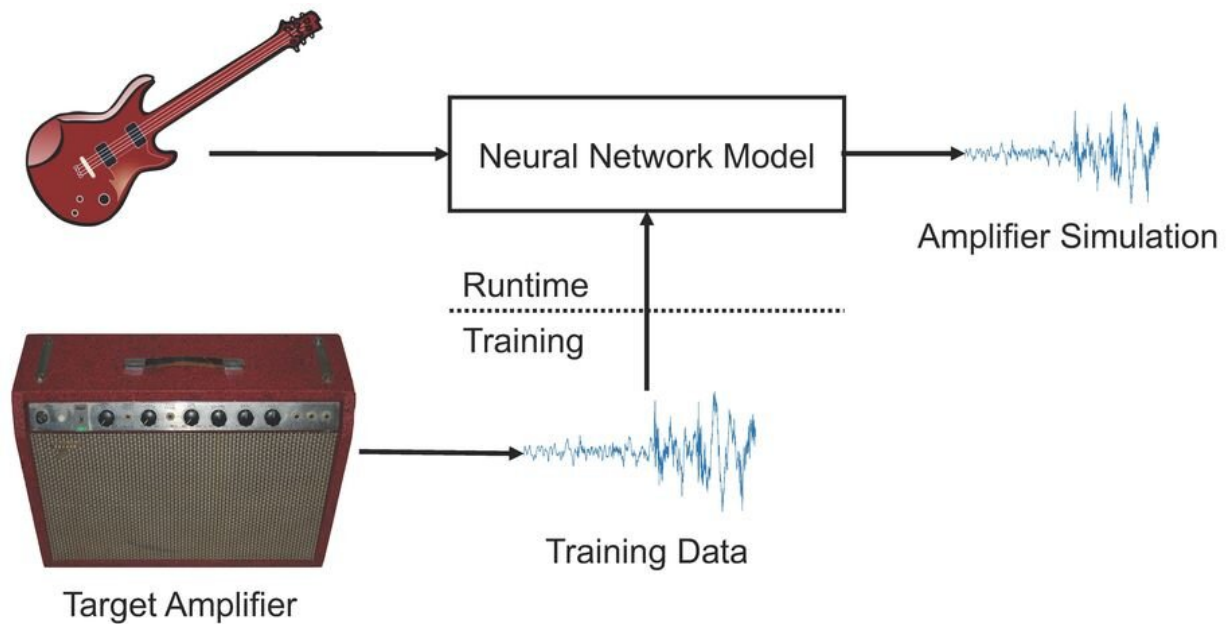 Neural Network Model
Amplifier Simulation
Runtime
Training
Training Data
Target Amplifier